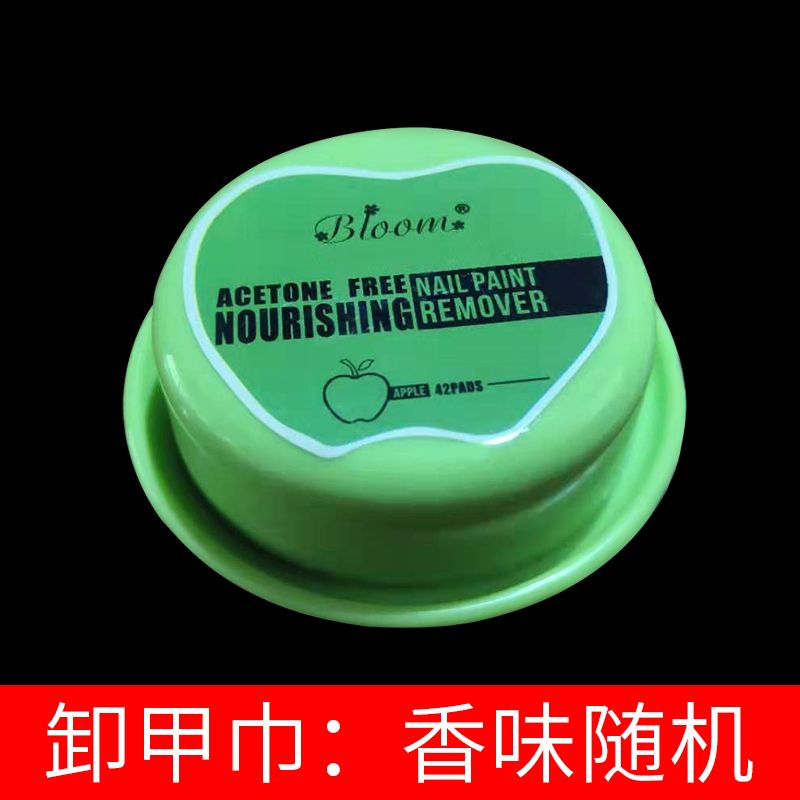 Bloom®
ACETONE FREE NAIL PAINT
NOURISHING REMOVER
APPLE 42PADS
卸甲巾：香味随机